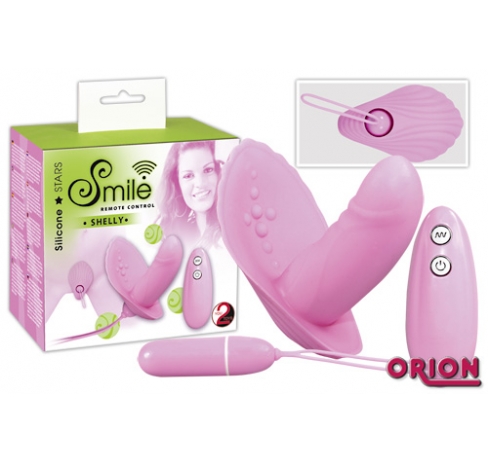 Silicone ★ STARS
Smile
REMOTE CONTROL
• SHELLY •
ORION